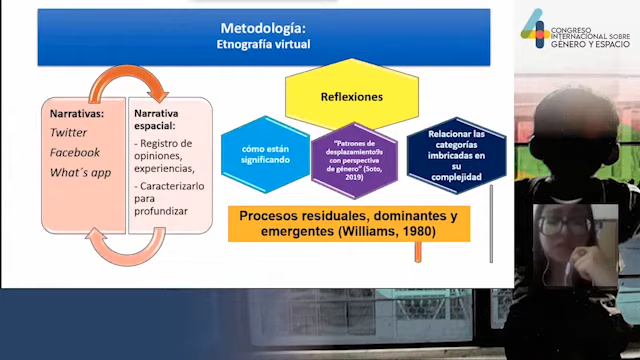 Metodología:
Etnografía virtual
4 CONGRESO
INTERNACIONAL SOBRE
GÉNERO Y ESPACIO
Narrativas:
Twitter
Facebook
What´s app
Narrativa
espacial:
- Registro de
opiniones,
experiencias,
- Caracterizarlo
para
profundizar
Reflexiones
cómo están
significando
"Patrones de
desplazamiento9s
con perspectiva
de género" (Soto,
2019)
Relacionar las
categorías
imbricadas en
su
complejidad
Procesos residuales, dominantes y
emergentes (Williams, 1980)